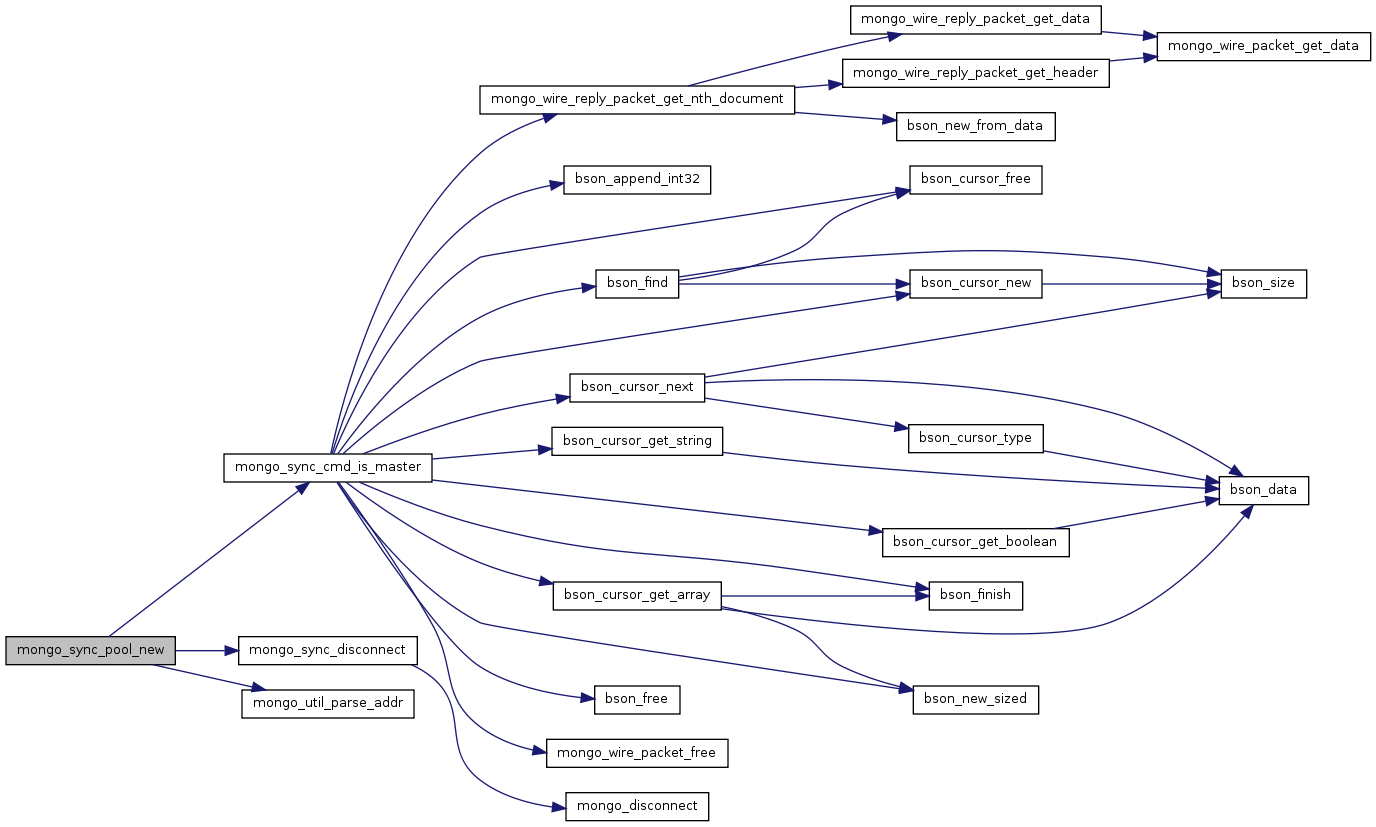 mongo_wire_reply_packet_get_data
mongo_wire_packet_get_data
mongo_wire_reply_packet_get_header
mongo_wire_reply_packet_get_nth_document
bson_new_from_data
bson_append_int32
bson_cursor_free
bson_find
bson_cursor_new
bson_size
bson_cursor_next
bson_cursor_get_string
bson_cursor_type
mongo_sync_cmd_is_master
bson_data
bson_cursor_get_boolean
bson_cursor_get_array
bson_finish
mongo_sync_pool_new
mongo_sync_disconnect
bson_free
bson_new_sized
mongo_util_parse_addr
mongo_wire_packet_free
mongo_disconnect